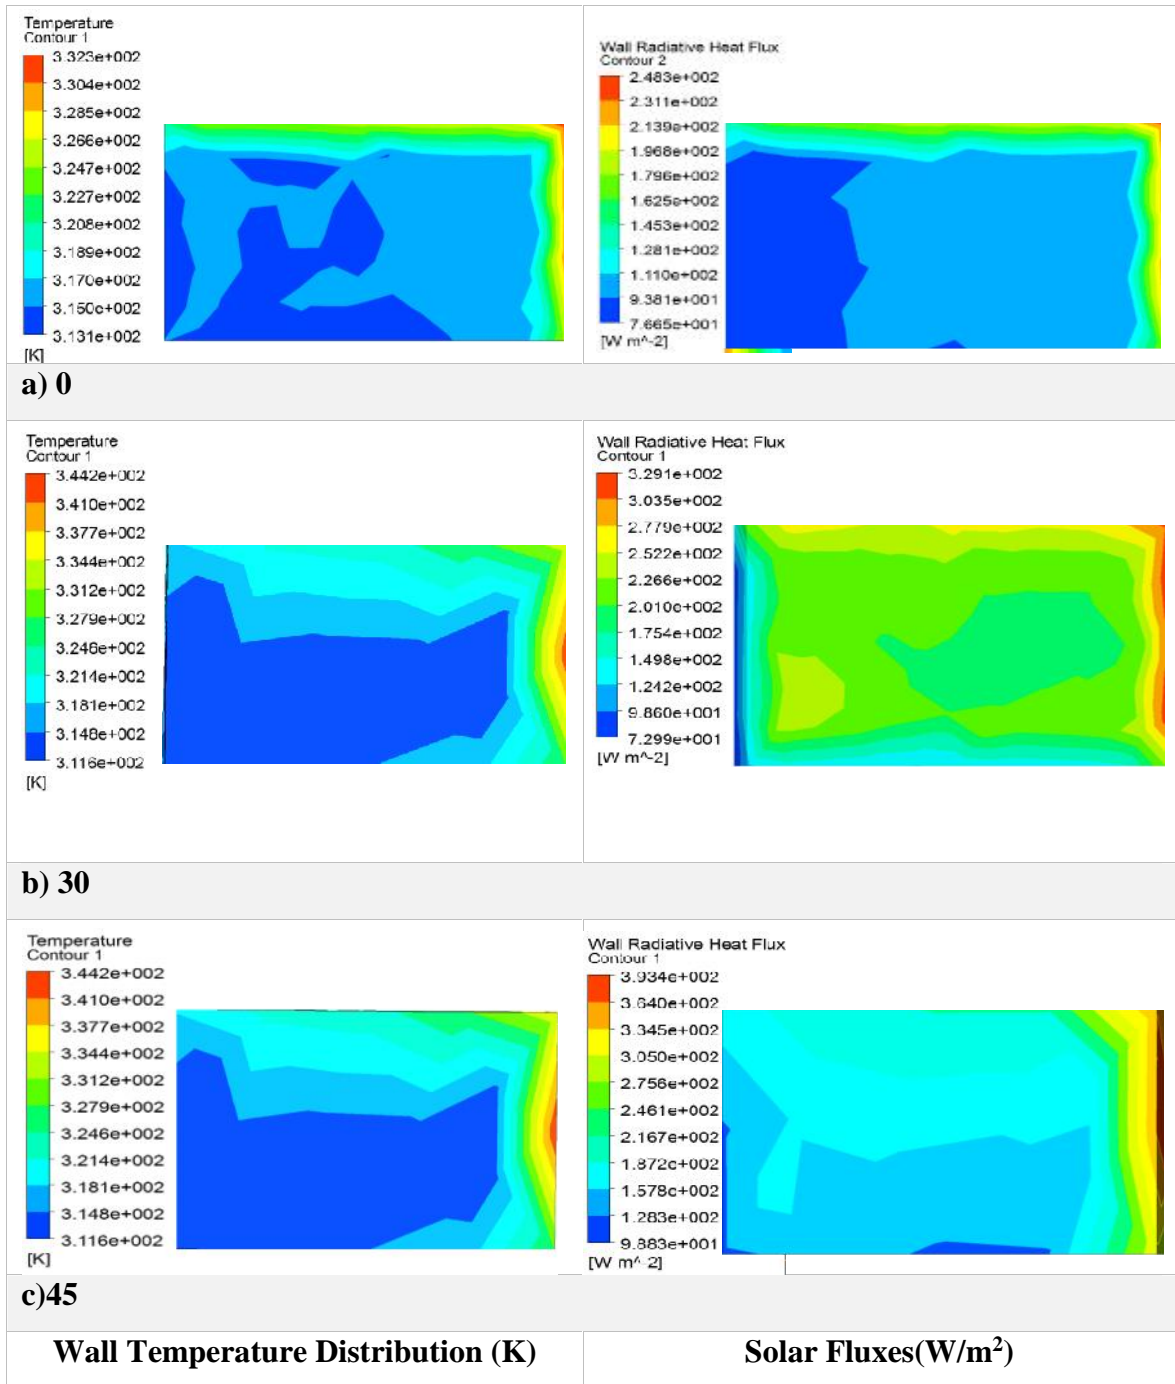 Temperature
Contour 1
3.323e+002
3.304e+002
3.285e+002
3.266e+002
3.247e+002
3.227e+002
3.208e+002
3.189e+002
3.170e+002
3.150e+002
3.131e+002
[K]
Wall Radiative Heat Flux
Contour 2
2.483e+002
2.311e+002
2.139e+002
1.968e+002
1.796e+002
1.625e+002
1.453e+002
1.281e+002
1.110e+002
9.381e+001
7.665e+001
[W m^-2]
a) 0
Temperature
Contour 1
3.442e+002
3.410e+002
3.377e+002
3.344e+002
3.312e+002
3.279e+002
3.246e+002
3.214e+002
3.181e+002
3.148e+002
3.116e+002
[K]
Wall Radiative Heat Flux
Contour 1
3.291e+002
3.035e+002
2.779e+002
2.522e+002
2.266e+002
2.010e+002
1.754e+002
1.498e+002
1.242e+002
9.860e+001
7.299e+001
[W m^-2]
b) 30
Temperature
Contour 1
3.442e+002
3.410e+002
3.377e+002
3.344e+002
3.312e+002
3.279e+002
3.246e+002
3.214e+002
3.181e+002
3.148e+002
3.116e+002
[K]
Wall Radiative Heat Flux
Contour 1
3.934e+002
3.640e+002
3.345e+002
3.050e+002
2.756e+002
2.461e+002
2.167e+002
1.872e+002
1.578e+002
1.283e+002
9.883e+001
[W m^-2]
c)45
Wall Temperature Distribution (K)
Solar Fluxes(W/m²)